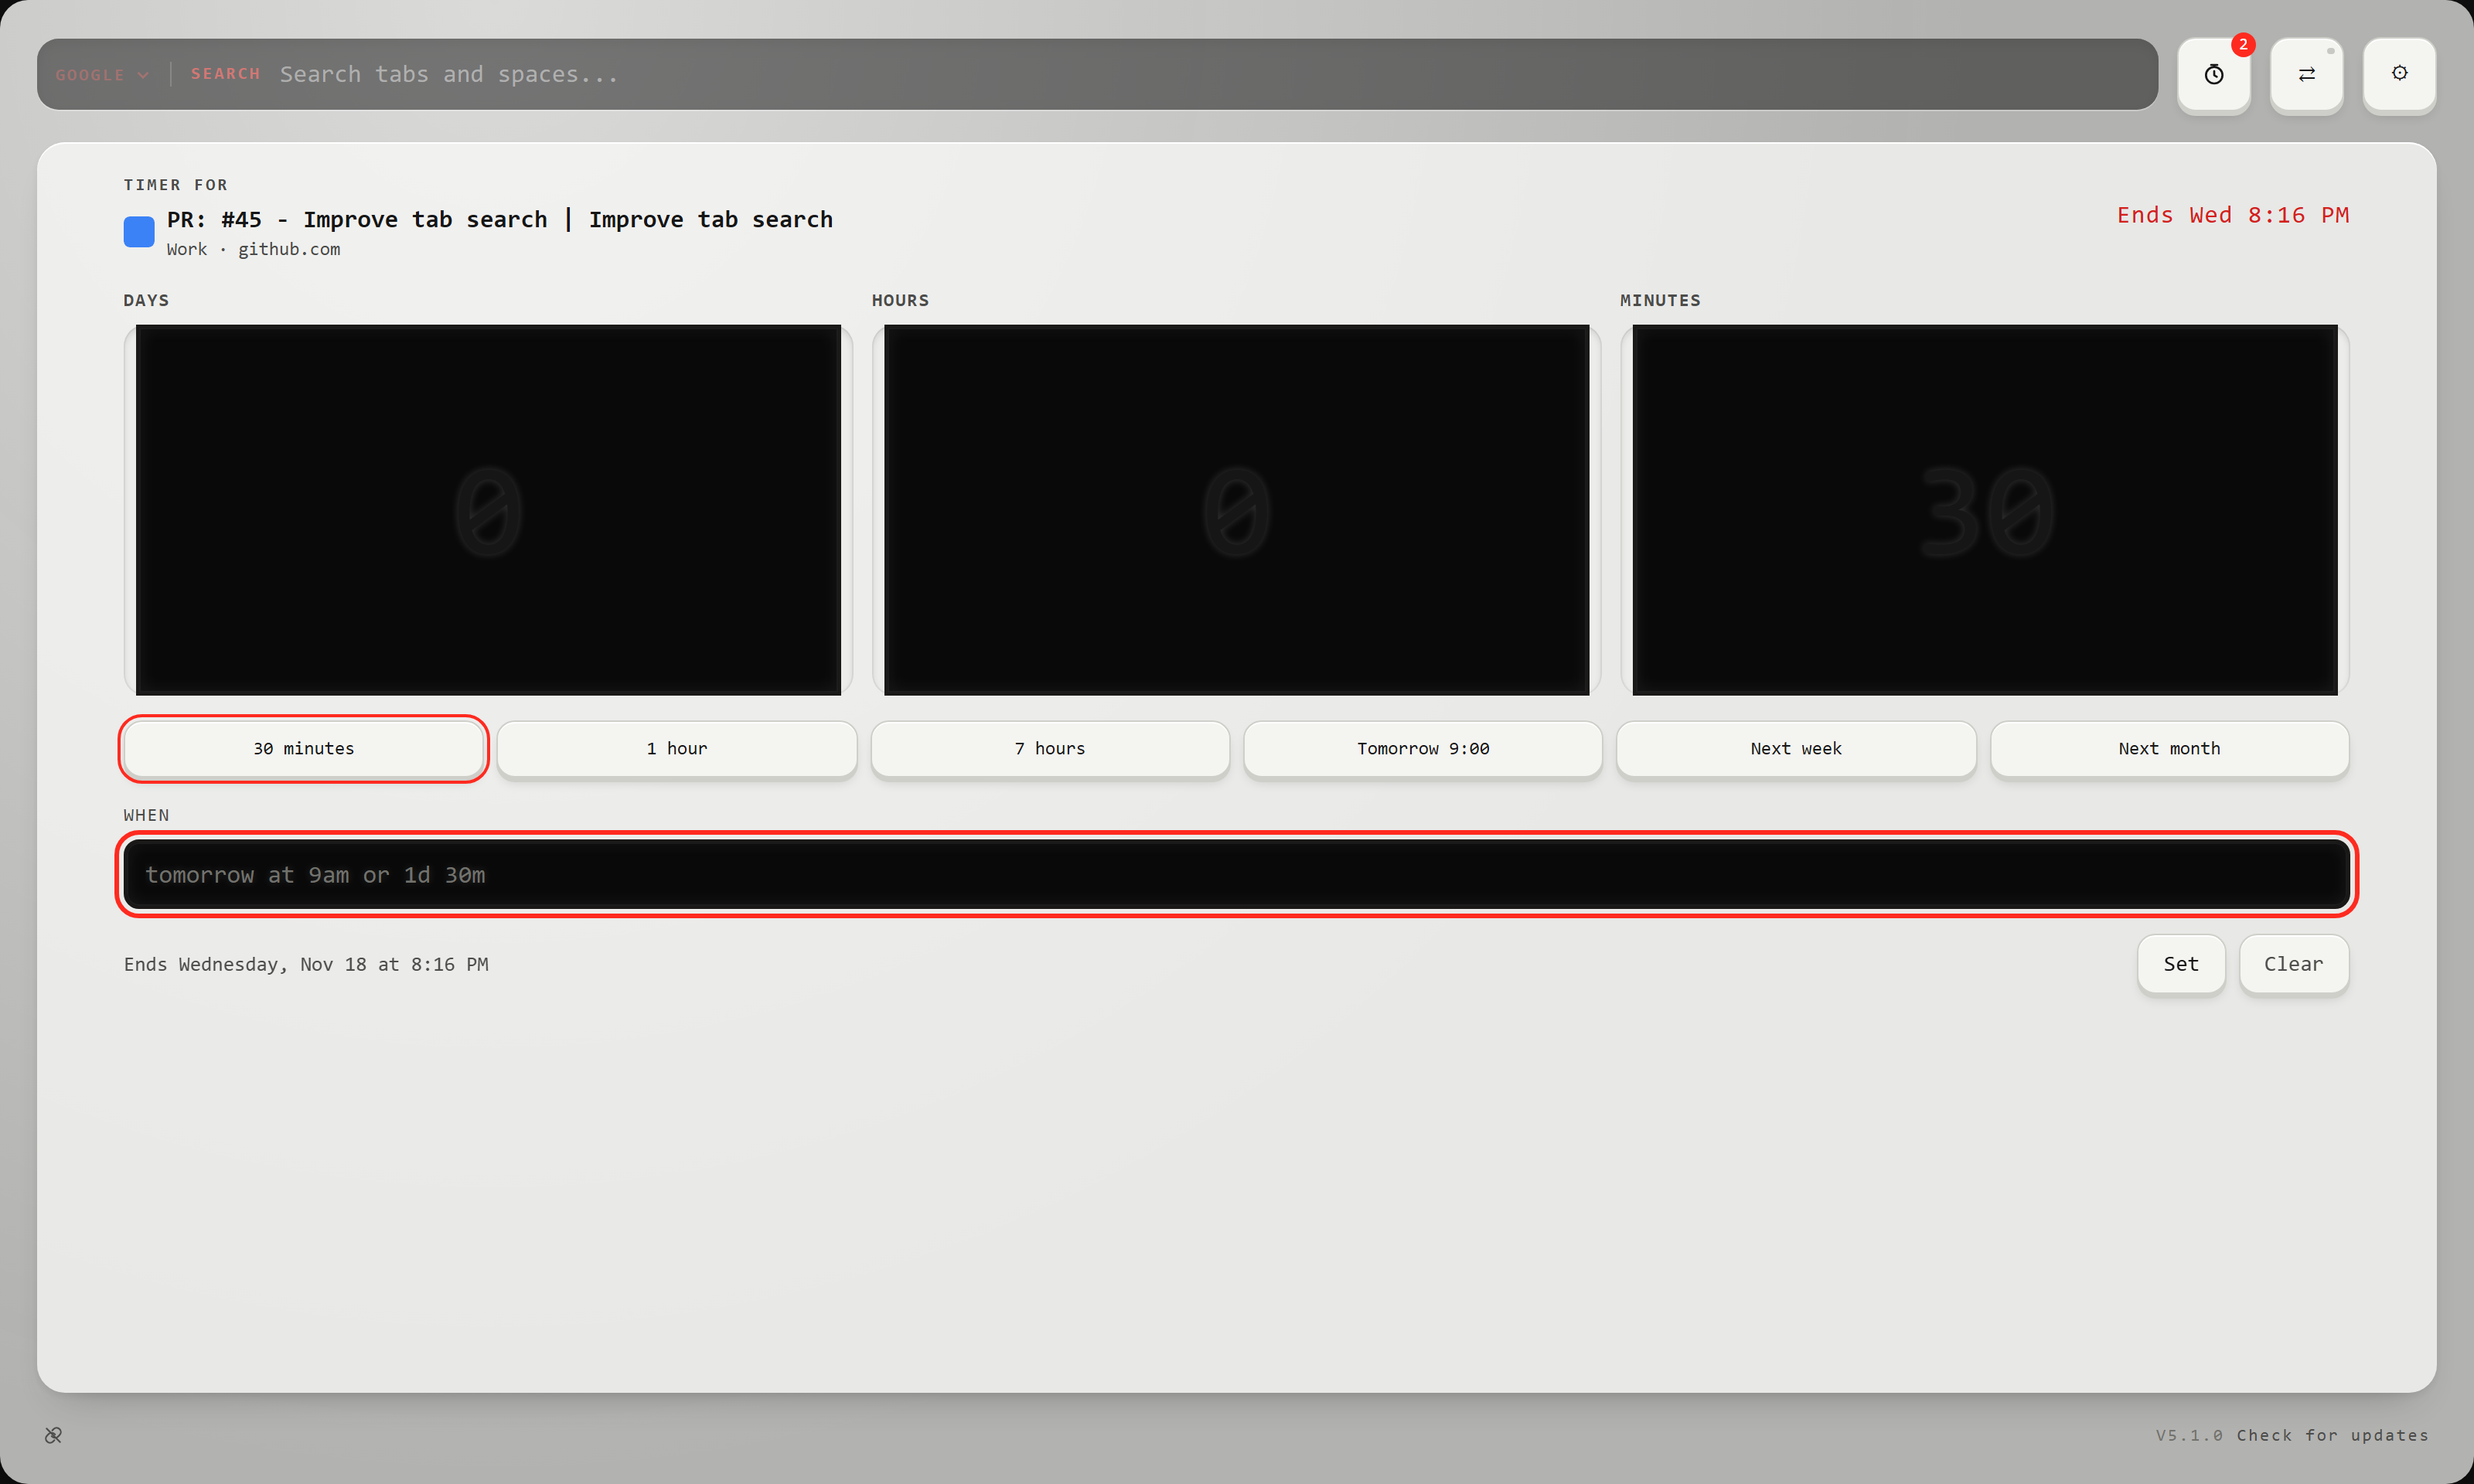 GOOGLE SEARCH Search tabs and spaces...
2
TIMER FOR
PR: #45 - Improve tab search | Improve tab search
Work · github.com
Ends Wed 8:16 PM
DAYS HOURS MINUTES
0 0 30
30 minutes 1 hour 7 hours Tomorrow 9:00 Next week Next month
WHEN
tomorrow at 9am or 1d 30m
Ends Wednesday, Nov 18 at 8:16 PM
Set Clear
V5.1.0 Check for updates